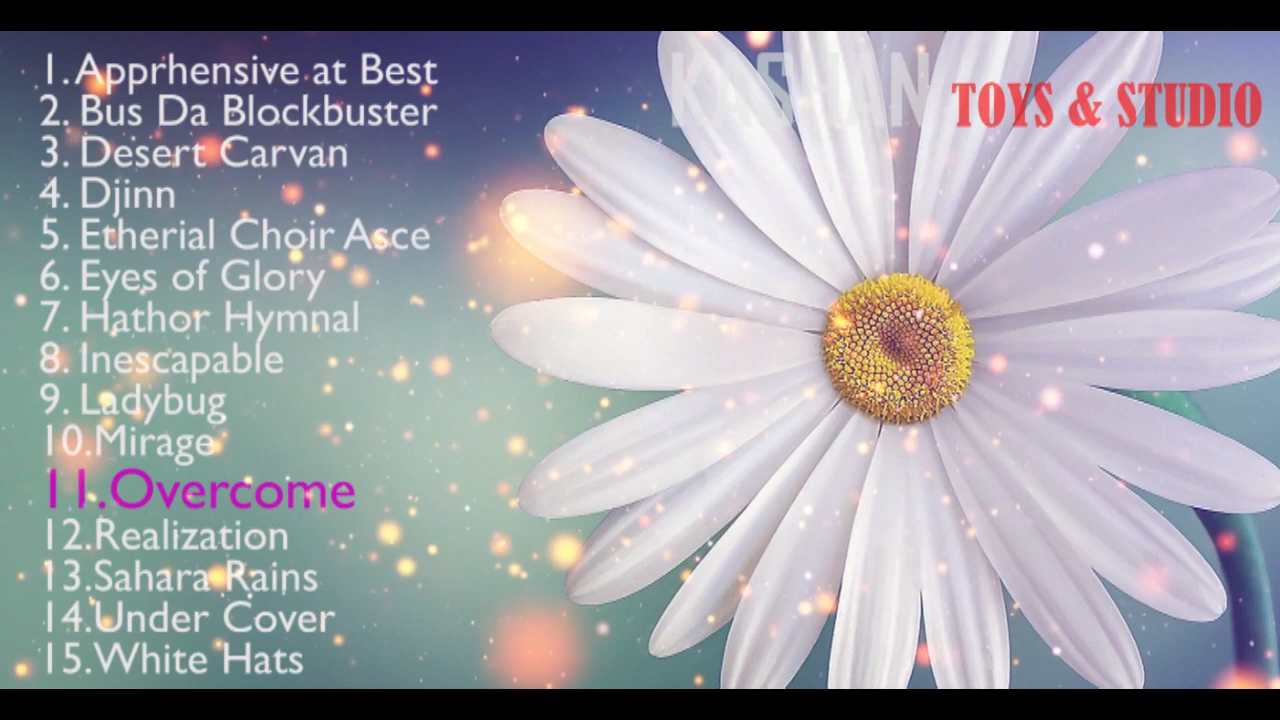 1. Apprhensive at Best
2. Bus Da Blockbuster
3. Desert Carvan
4. Djinn
5. Etherial Choir Asce
6. Eyes of Glory
7. Hathor Hymnal
8. Inescapable
9. Ladybug
10.Mirage
11.Overcome
12.Realization
13.Sahara Rains
14.Under Cover
15.White Hats
KASHAN TOYS & STUDIO